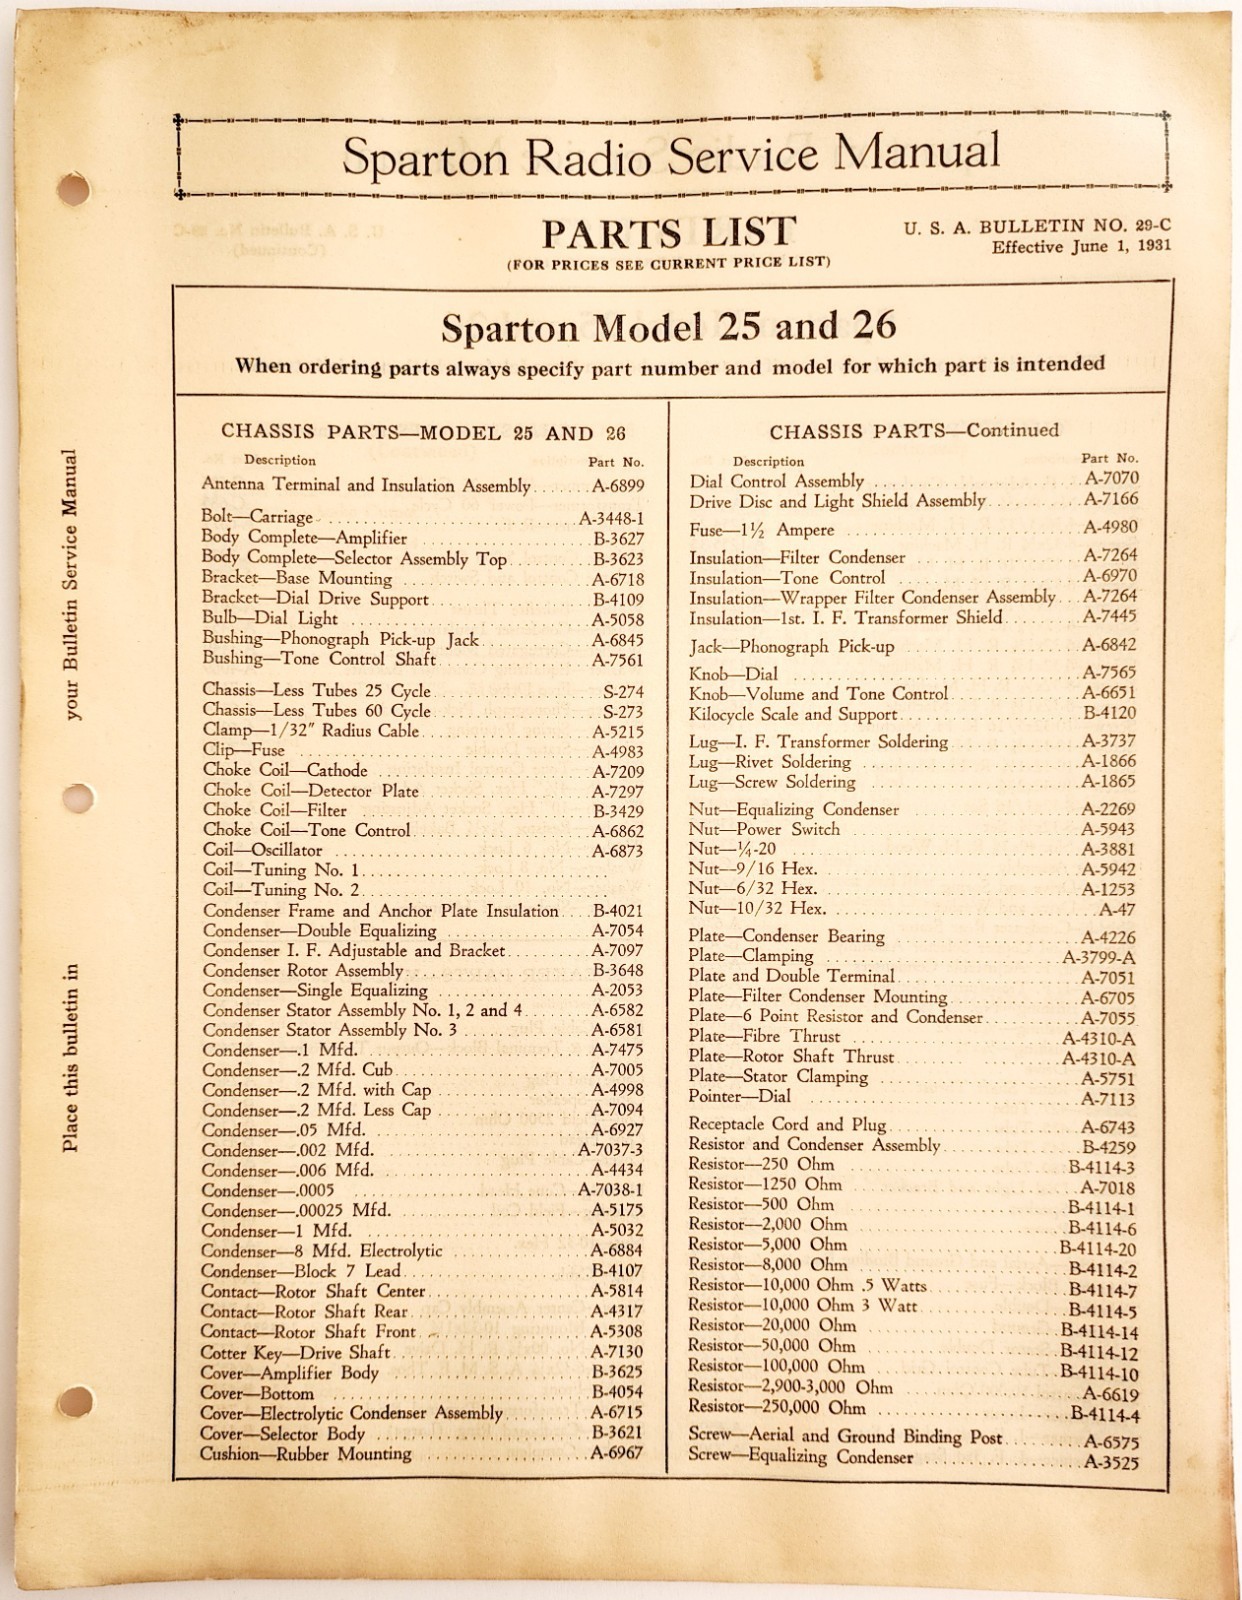 Sparton Radio Service Manual
PARTS LIST
(FOR PRICES SEE CURRENT PRICE LIST)
U. S. A. BULLETIN NO. 29-C
Effective June 1, 1931
Sparton Model 25 and 26
When ordering parts always specify part number and model for which part is intended
CHASSIS PARTS—MODEL 25 AND 26
Description Part No.
Antenna Terminal and Insulation Assembly A-6899
Bolt—Carriage A-3448-1
Body Complete—Amplifier B-3627
Body Complete—Selector Assembly Top B-3623
Bracket—Base Mounting A-6718
Bracket—Dial Drive Support B-4109
Bulb—Dial Light A-5058
Bushing—Phonograph Pick-up Jack A-6845
Bushing—Tone Control Shaft A-7561
Chassis—Less Tubes 25 Cycle S-274
Chassis—Less Tubes 60 Cycle S-273
Clamp—1/32" Radius Cable A-5215
Clip—Fuse A-4983
Choke Coil—Cathode A-7209
Choke Coil—Detector Plate A-7297
Choke Coil—Filter B-3429
Choke Coil—Tone Control A-6862
Coil—Oscillator A-6873
Coil—Tuning No. 1
Coil—Tuning No. 2
Condenser Frame and Anchor Plate Insulation B-4021
Condenser—Double Equalizing A-7054
Condenser I. F. Adjustable and Bracket A-7097
Condenser Rotor Assembly B-3648
Condenser—Single Equalizing A-2053
Condenser Stator Assembly No. 1, 2 and 4 A-6582
Condenser Stator Assembly No. 3 A-6581
Condenser—.1 Mfd. A-7475
Condenser—.2 Mfd. Cub A-7005
Condenser—.2 Mfd. with Cap A-4998
Condenser—.2 Mfd. Less Cap A-7094
Condenser—.05 Mfd. A-6927
Condenser—.002 Mfd. A-7037-3
Condenser—.006 Mfd. A-4434
Condenser—.0005 A-7038-1
Condenser—.00025 Mfd. A-5175
Condenser—1 Mfd. A-5032
Condenser—8 Mfd. Electrolytic A-6884
Condenser—Block 7 Lead B-4107
Contact—Rotor Shaft Center A-5814
Contact—Rotor Shaft Rear A-4317
Contact—Rotor Shaft Front A-5308
Cotter Key—Drive Shaft A-7130
Cover—Amplifier Body B-3625
Cover—Bottom B-4054
Cover—Electrolytic Condenser Assembly A-6715
Cover—Selector Body B-3621
Cushion—Rubber Mounting A-6967
CHASSIS PARTS—Continued
Description Part No.
Dial Control Assembly A-7070
Drive Disc and Light Shield Assembly A-7166
Fuse—1½ Ampere A-4980
Insulation—Filter Condenser A-7264
Insulation—Tone Control A-6970
Insulation—Wrapper Filter Condenser Assembly A-7264
Insulation—1st. I. F. Transformer Shield A-7445
Jack—Phonograph Pick-up A-6842
Knob—Dial A-7565
Knob—Volume and Tone Control A-6651
Kilocycle Scale and Support B-4120
Lug—I. F. Transformer Soldering A-3737
Lug—Rivet Soldering A-1866
Lug—Screw Soldering A-1865
Nut—Equalizing Condenser A-2269
Nut—Power Switch A-5943
Nut—¼-20 A-3881
Nut—9/16 Hex. A-5942
Nut—6/32 Hex. A-1253
Nut—10/32 Hex. A-47
Plate—Condenser Bearing A-4226
Plate—Clamping A-3799-A
Plate and Double Terminal A-7051
Plate—Filter Condenser Mounting A-6705
Plate—6 Point Resistor and Condenser A-7055
Plate—Fibre Thrust A-4310-A
Plate—Rotor Shaft Thrust A-4310-A
Plate—Stator Clamping A-5751
Pointer—Dial A-7113
Receptacle Cord and Plug A-6743
Resistor and Condenser Assembly B-4259
Resistor—250 Ohm B-4114-3
Resistor—1250 Ohm A-7018
Resistor—500 Ohm B-4114-1
Resistor—2,000 Ohm B-4114-6
Resistor—5,000 Ohm B-4114-20
Resistor—8,000 Ohm B-4114-2
Resistor—10,000 Ohm .5 Watts B-4114-7
Resistor—10,000 Ohm 3 Watt B-4114-5
Resistor—20,000 Ohm B-4114-14
Resistor—50,000 Ohm B-4114-12
Resistor—100,000 Ohm B-4114-10
Resistor—2,900-3,000 Ohm A-6619
Resistor—250,000 Ohm B-4114-4
Screw—Aerial and Ground Binding Post A-6575
Screw—Equalizing Condenser A-3525
Place this bulletin in your Bulletin Service Manual